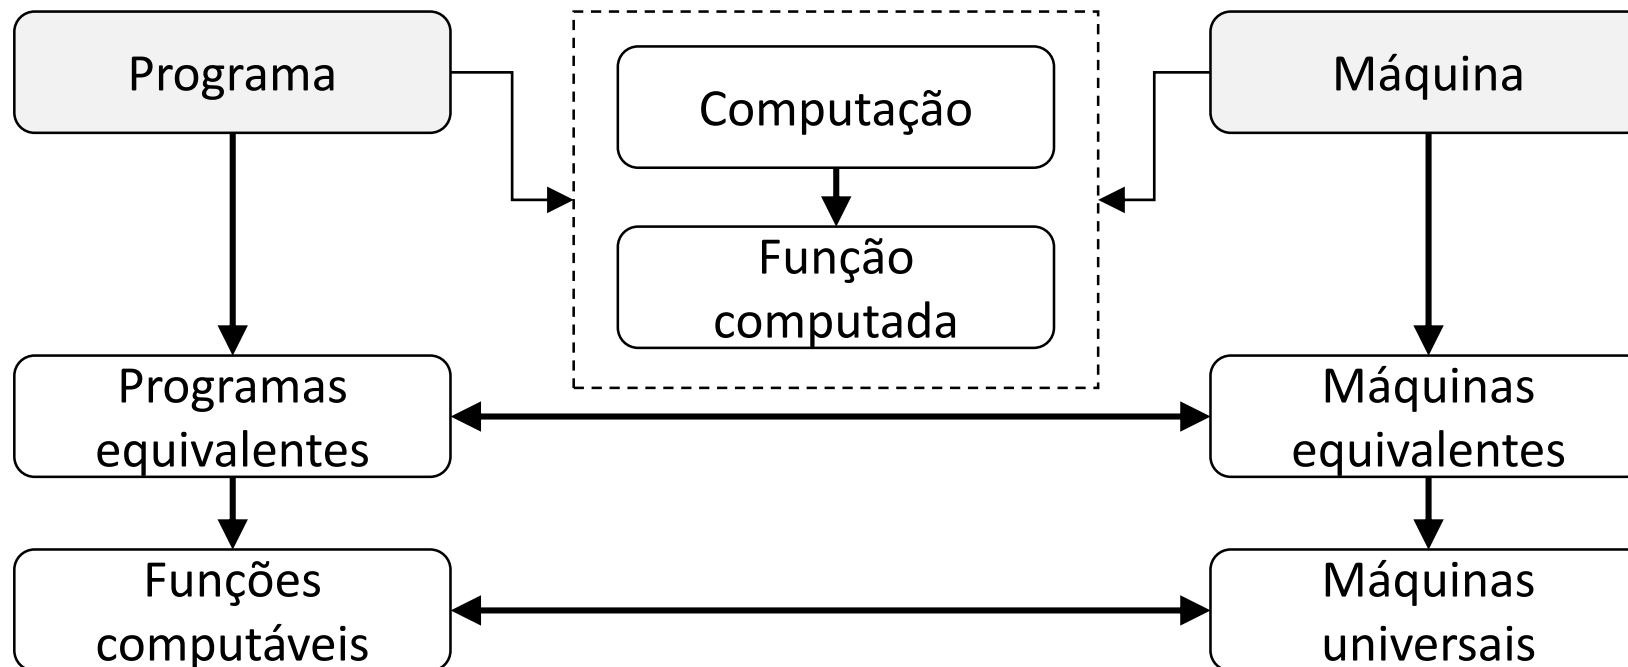 Programa
Computação
Máquina
Função
computada
Programas
equivalentes
Máquinas
equivalentes
Funções
computáveis
Máquinas
universais